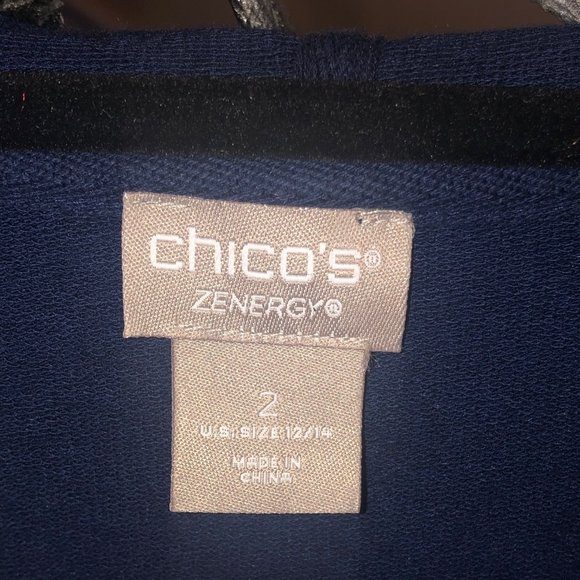 chico's®
ZENERGY®
2
U.S. SIZE 12/14
MADE IN
CHINA